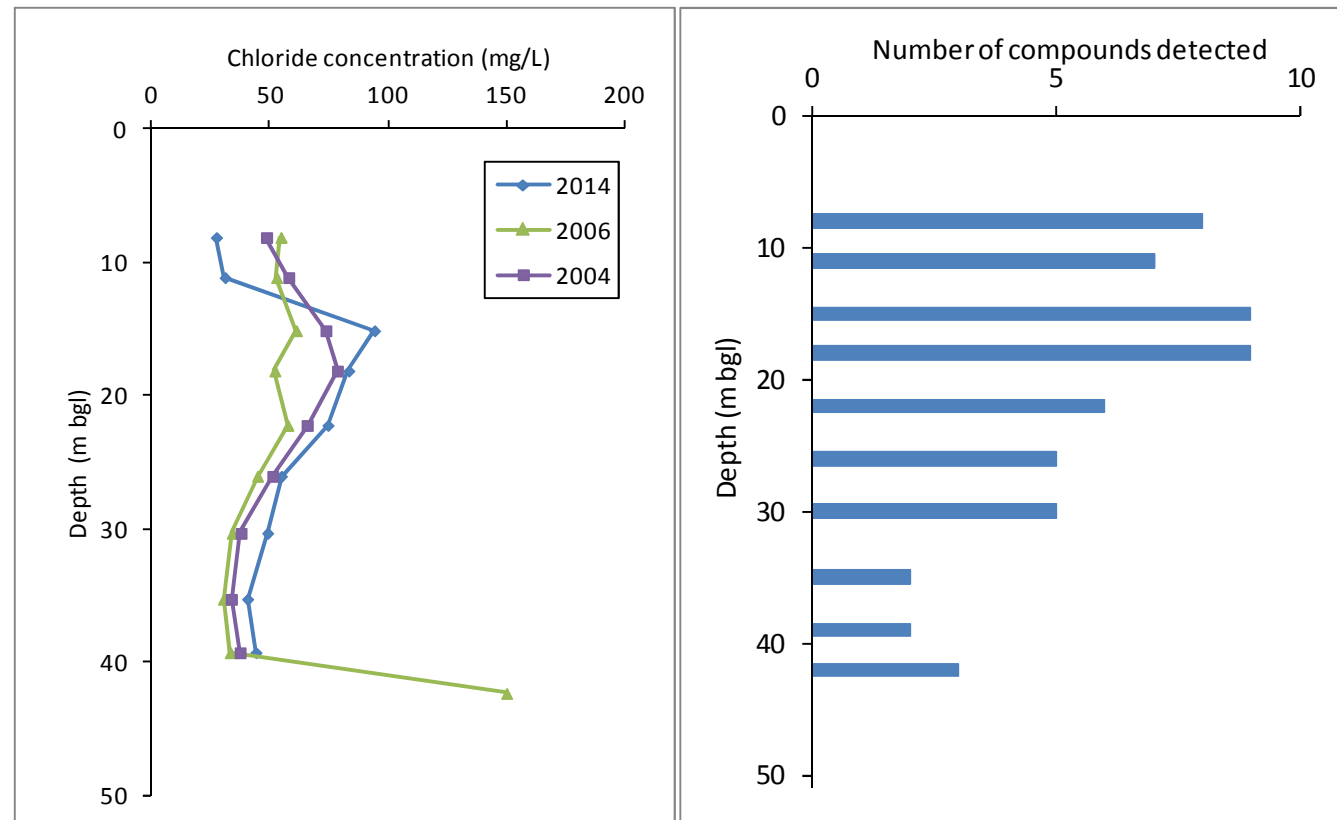 Chloride concentration (mg/L)
0 50 100 150 200
0
10
20
30
40
50
Depth (m bgl)
2014
2006
2004
Number of compounds detected
0 5 10
0
10
20
30
40
50
Depth (m bgl)